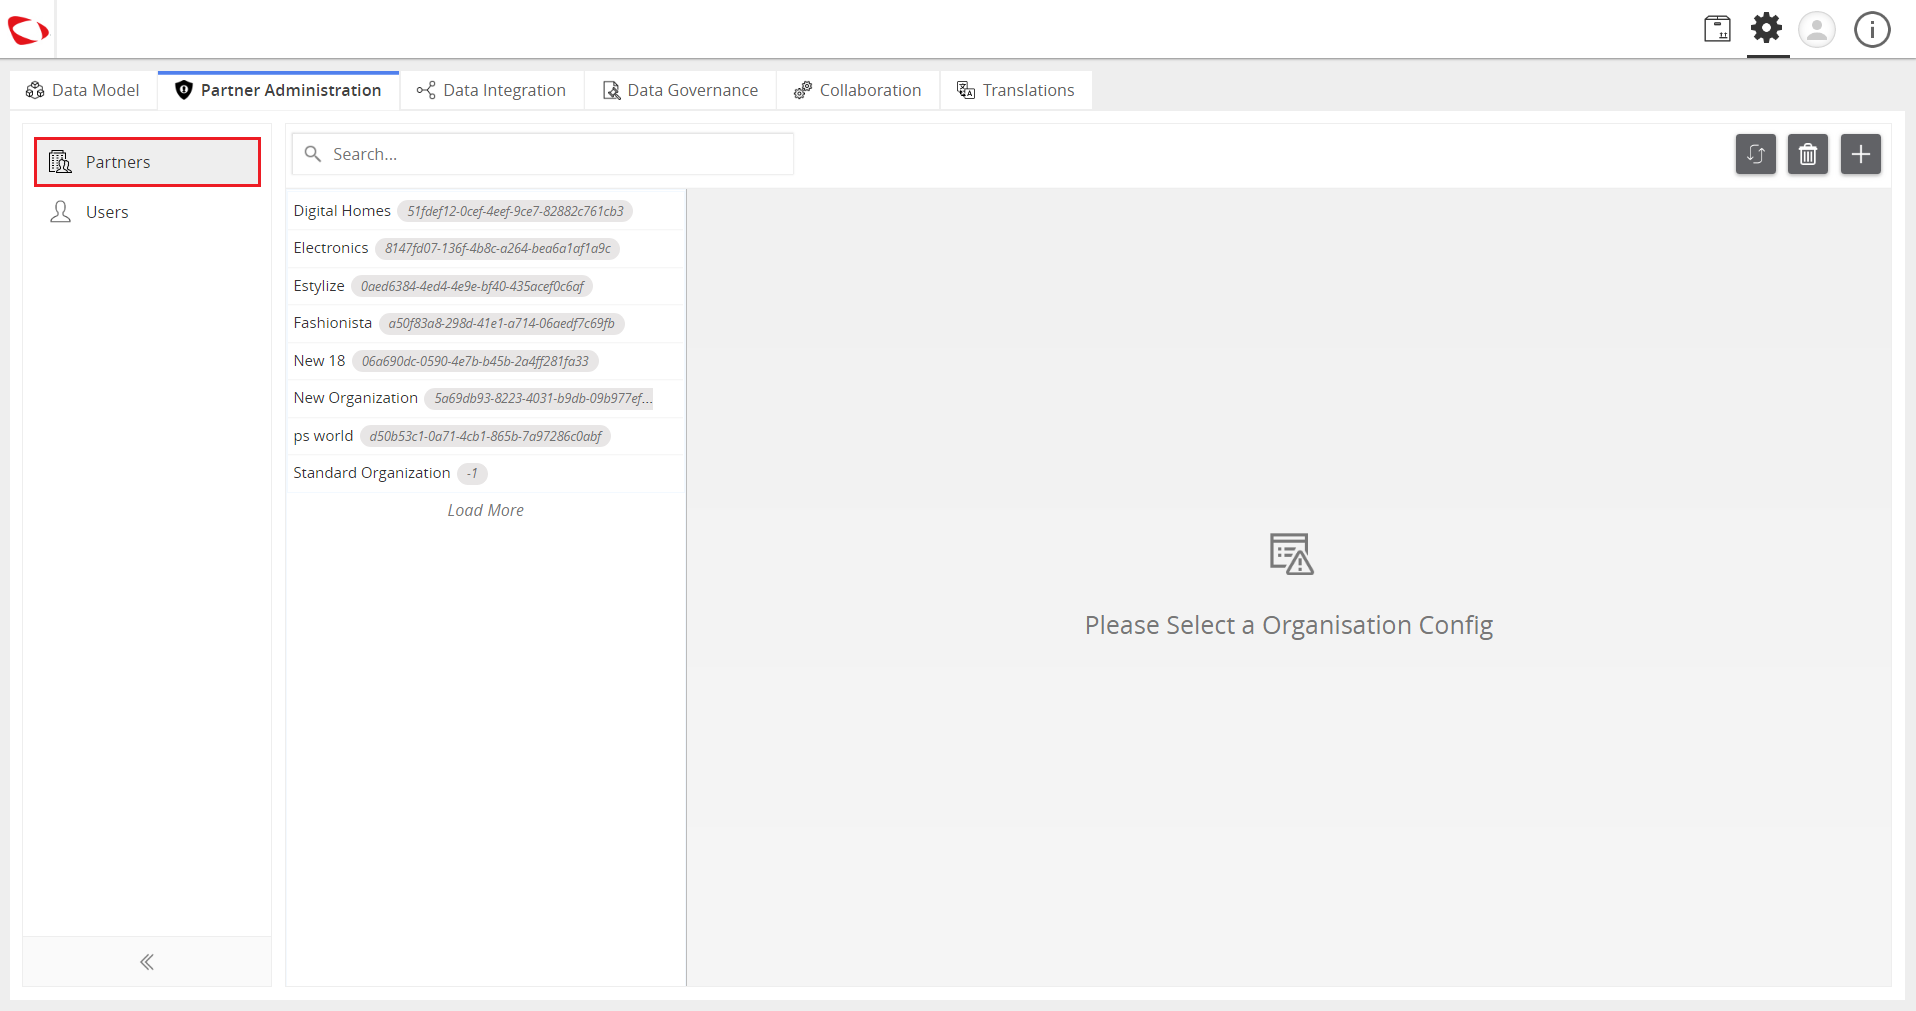 Data Model Partner Administration Data Integration Data Governance Collaboration Translations
Partners
Users
Search...
Digital Homes 51fdef12-0cef-4eef-9ce7-82882c761cb3
Electronics 8147fd07-136f-4b8c-a264-bea6a1af1a9c
Estylize 0aed6384-4ed4-4e9e-bf40-435acef0c6af
Fashionista a50f83a8-298d-41e1-a714-06aedf7c69fb
New 18 06a690dc-0590-4e7b-b45b-2a4ff281fa33
New Organization 5a69db93-8223-4031-b9db-09b977ef...
ps world d50b53c1-0a71-4cb1-865b-7a97286c0abf
Standard Organization -1
Load More
Please Select a Organisation Config